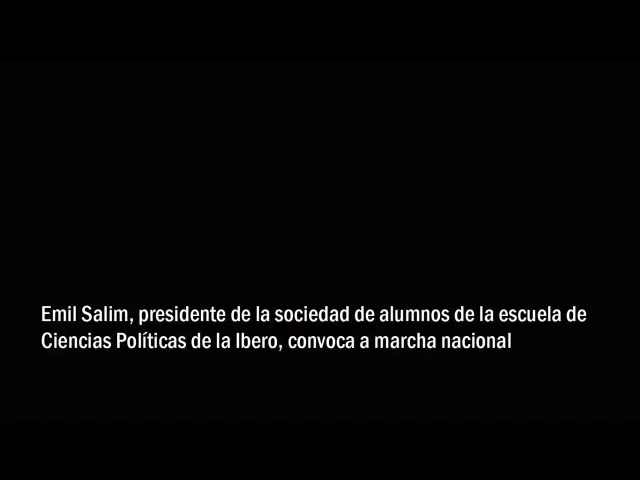 Emil Salim, presidente de la sociedad de alumnos de la escuela de
Ciencias Políticas de la Ibero, convoca a marcha nacional